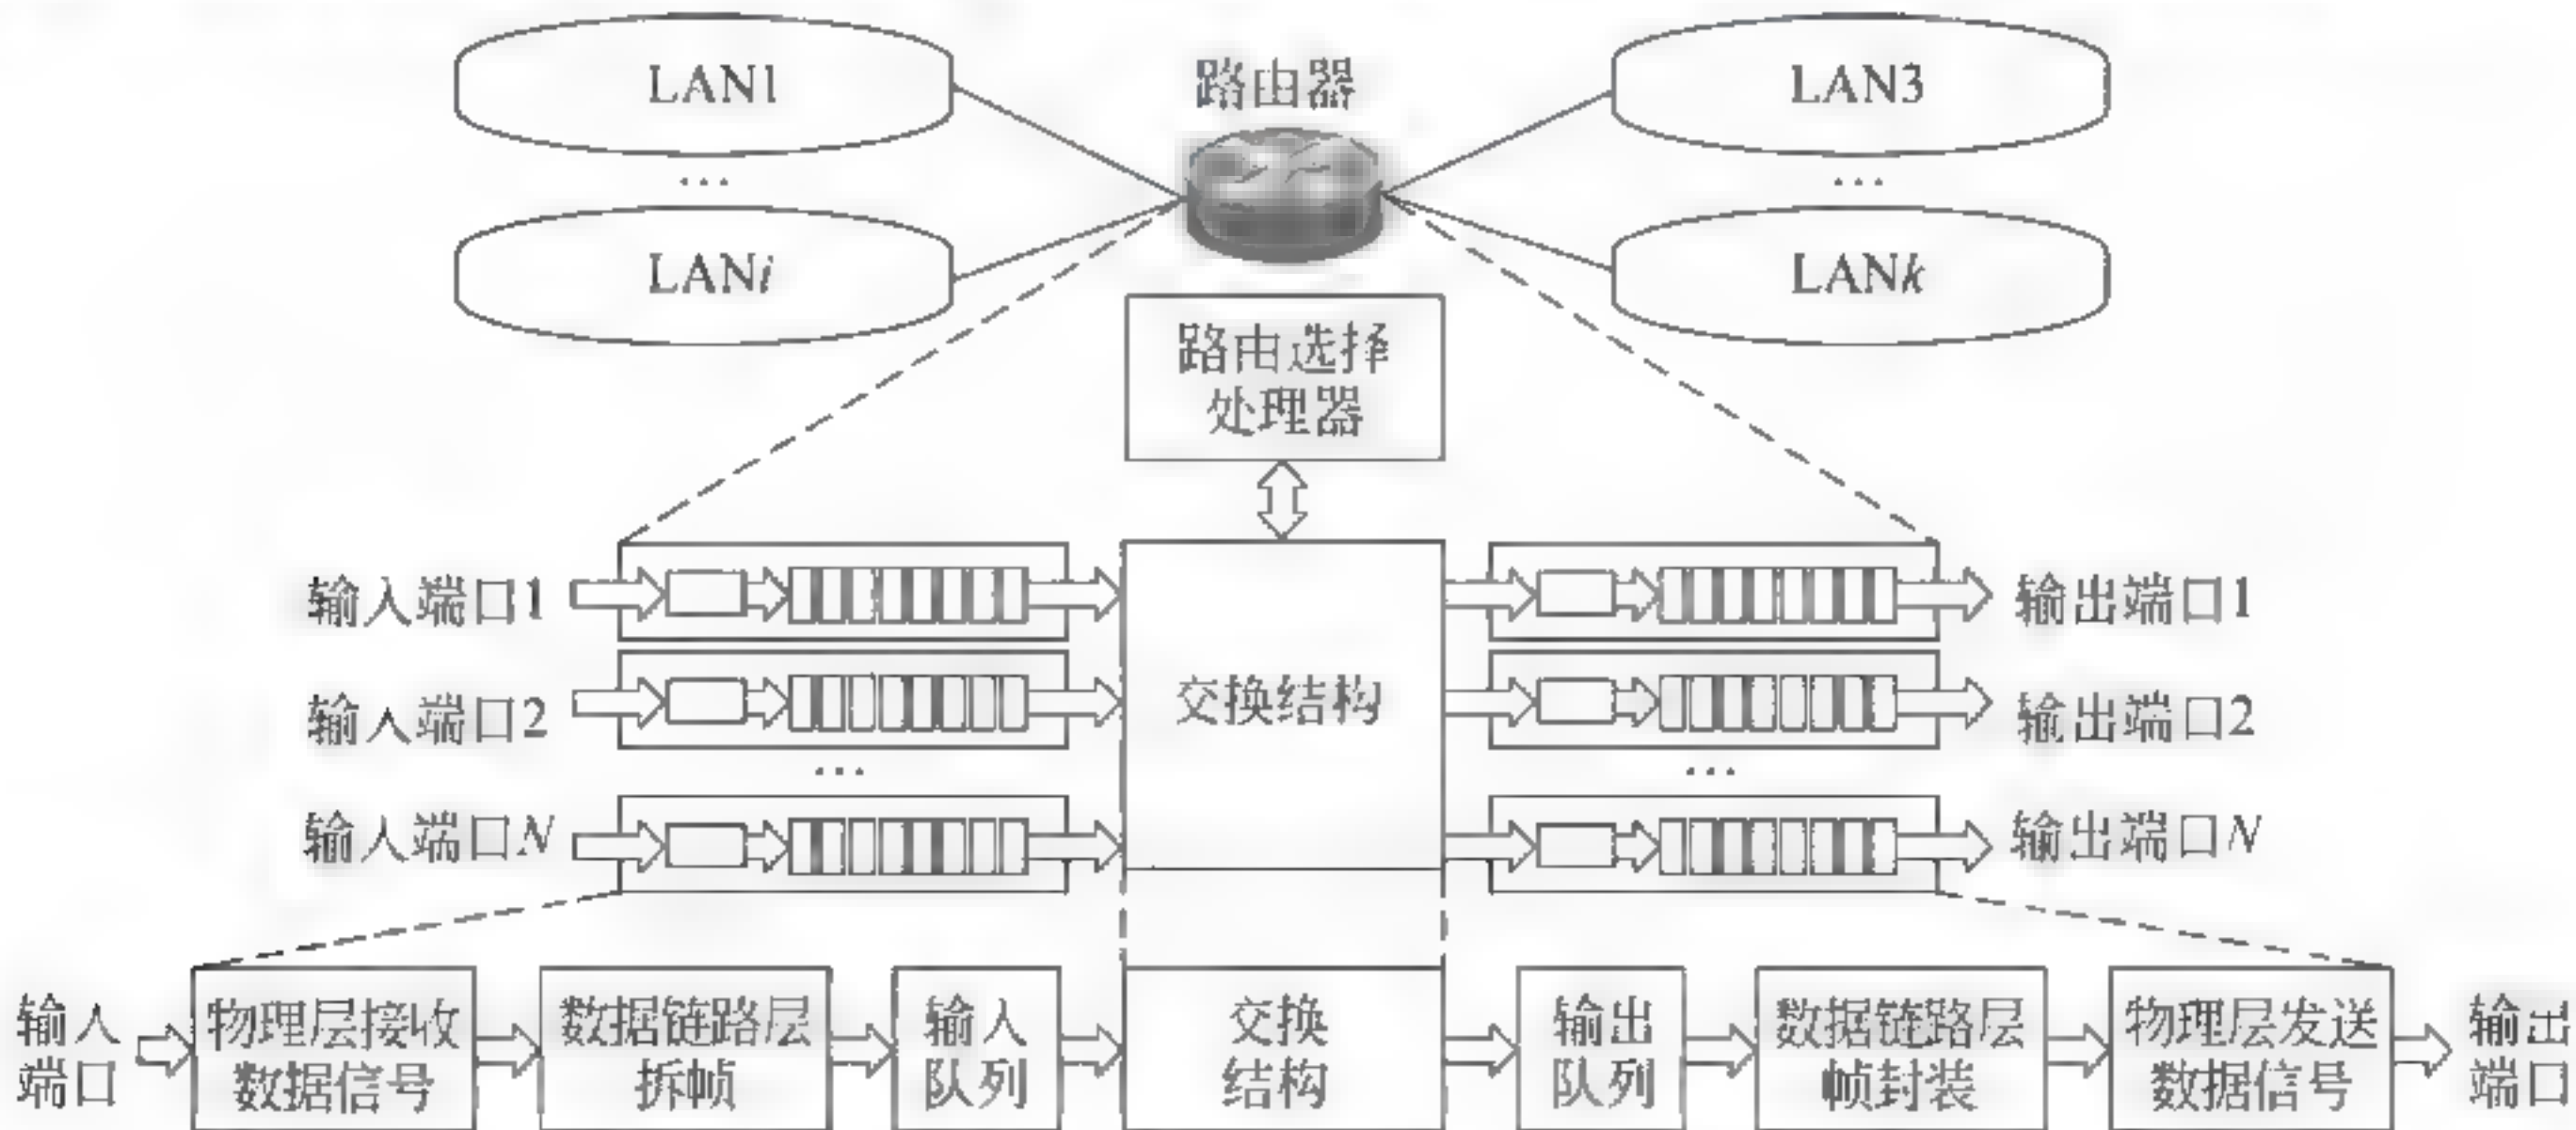 LAN1
路由器
LAN3
...
...
LANi
LANk
路由选择
处理器
输入端口1
输出端口1
输入端口2
交换结构
输出端口2
...
...
输入端口N
输出端口N
输入
端口
物理层接收
数据信号
数据链路层
拆帧
输入
队列
交换
结构
输出
队列
数据链路层
帧封装
物理层发送
数据信号
输出
端口